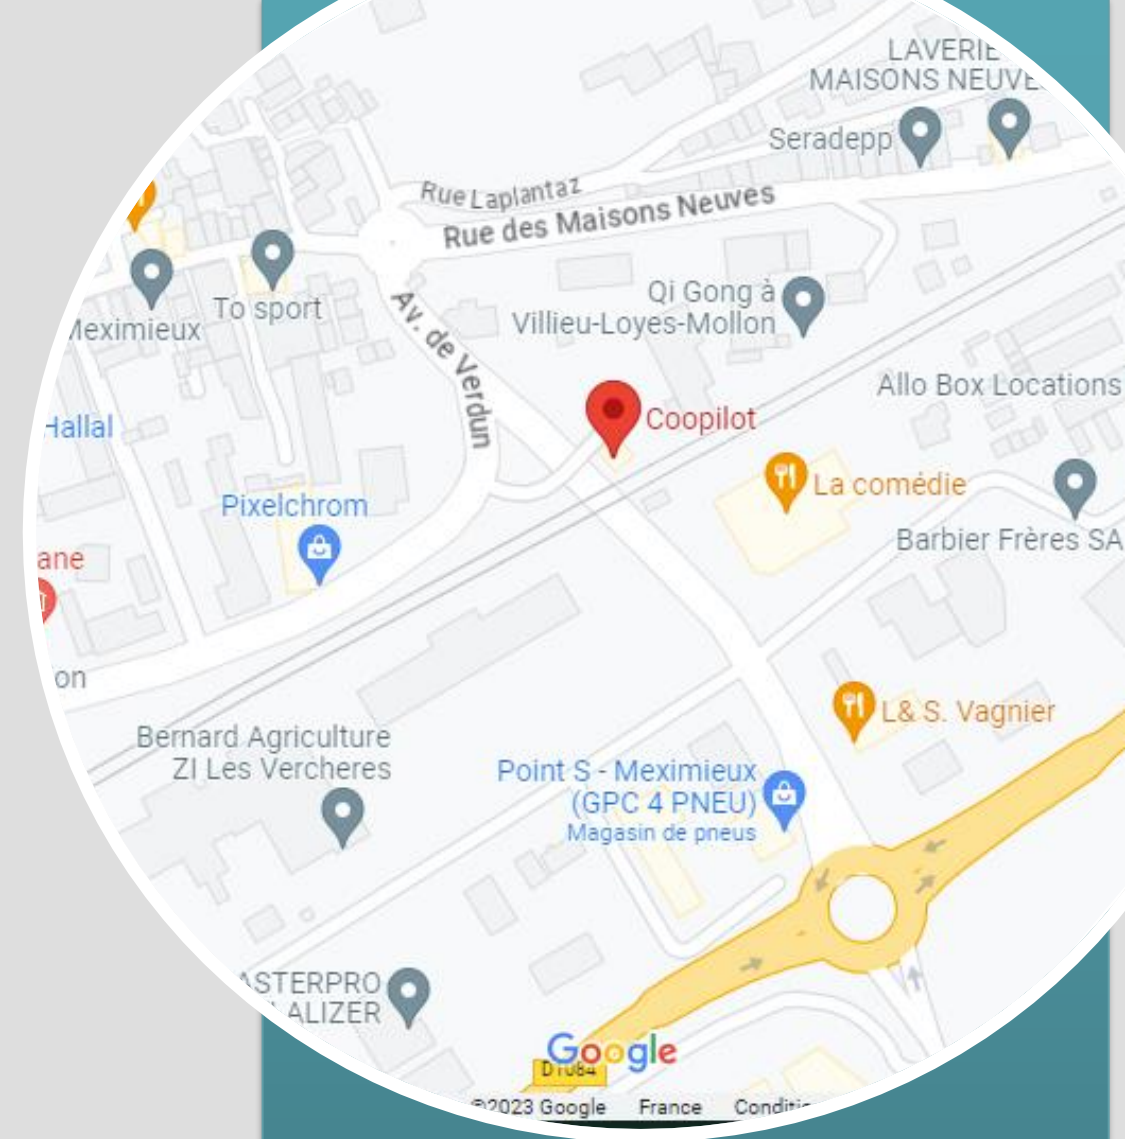 LAVERIE
MAISONS NEUVE
Seradepp
Rue Laplantaz
Rue des Maisons Neuves
To sport
Meximieux
Qi Gong à
Villieu-Loyes-Mollon
Av. de Verdun
Allo Box Locations
Hallal
Coopilot
La comédie
Pixelchrom
Barbier Frères SA
ane
on
L& S. Vagnier
Bernard Agriculture
ZI Les Vercheres
Point S - Meximieux
(GPC 4 PNEU)
Magasin de pneus
ASTERPRO
ALIZER
Google
D1084
©2023 Google France Conditio